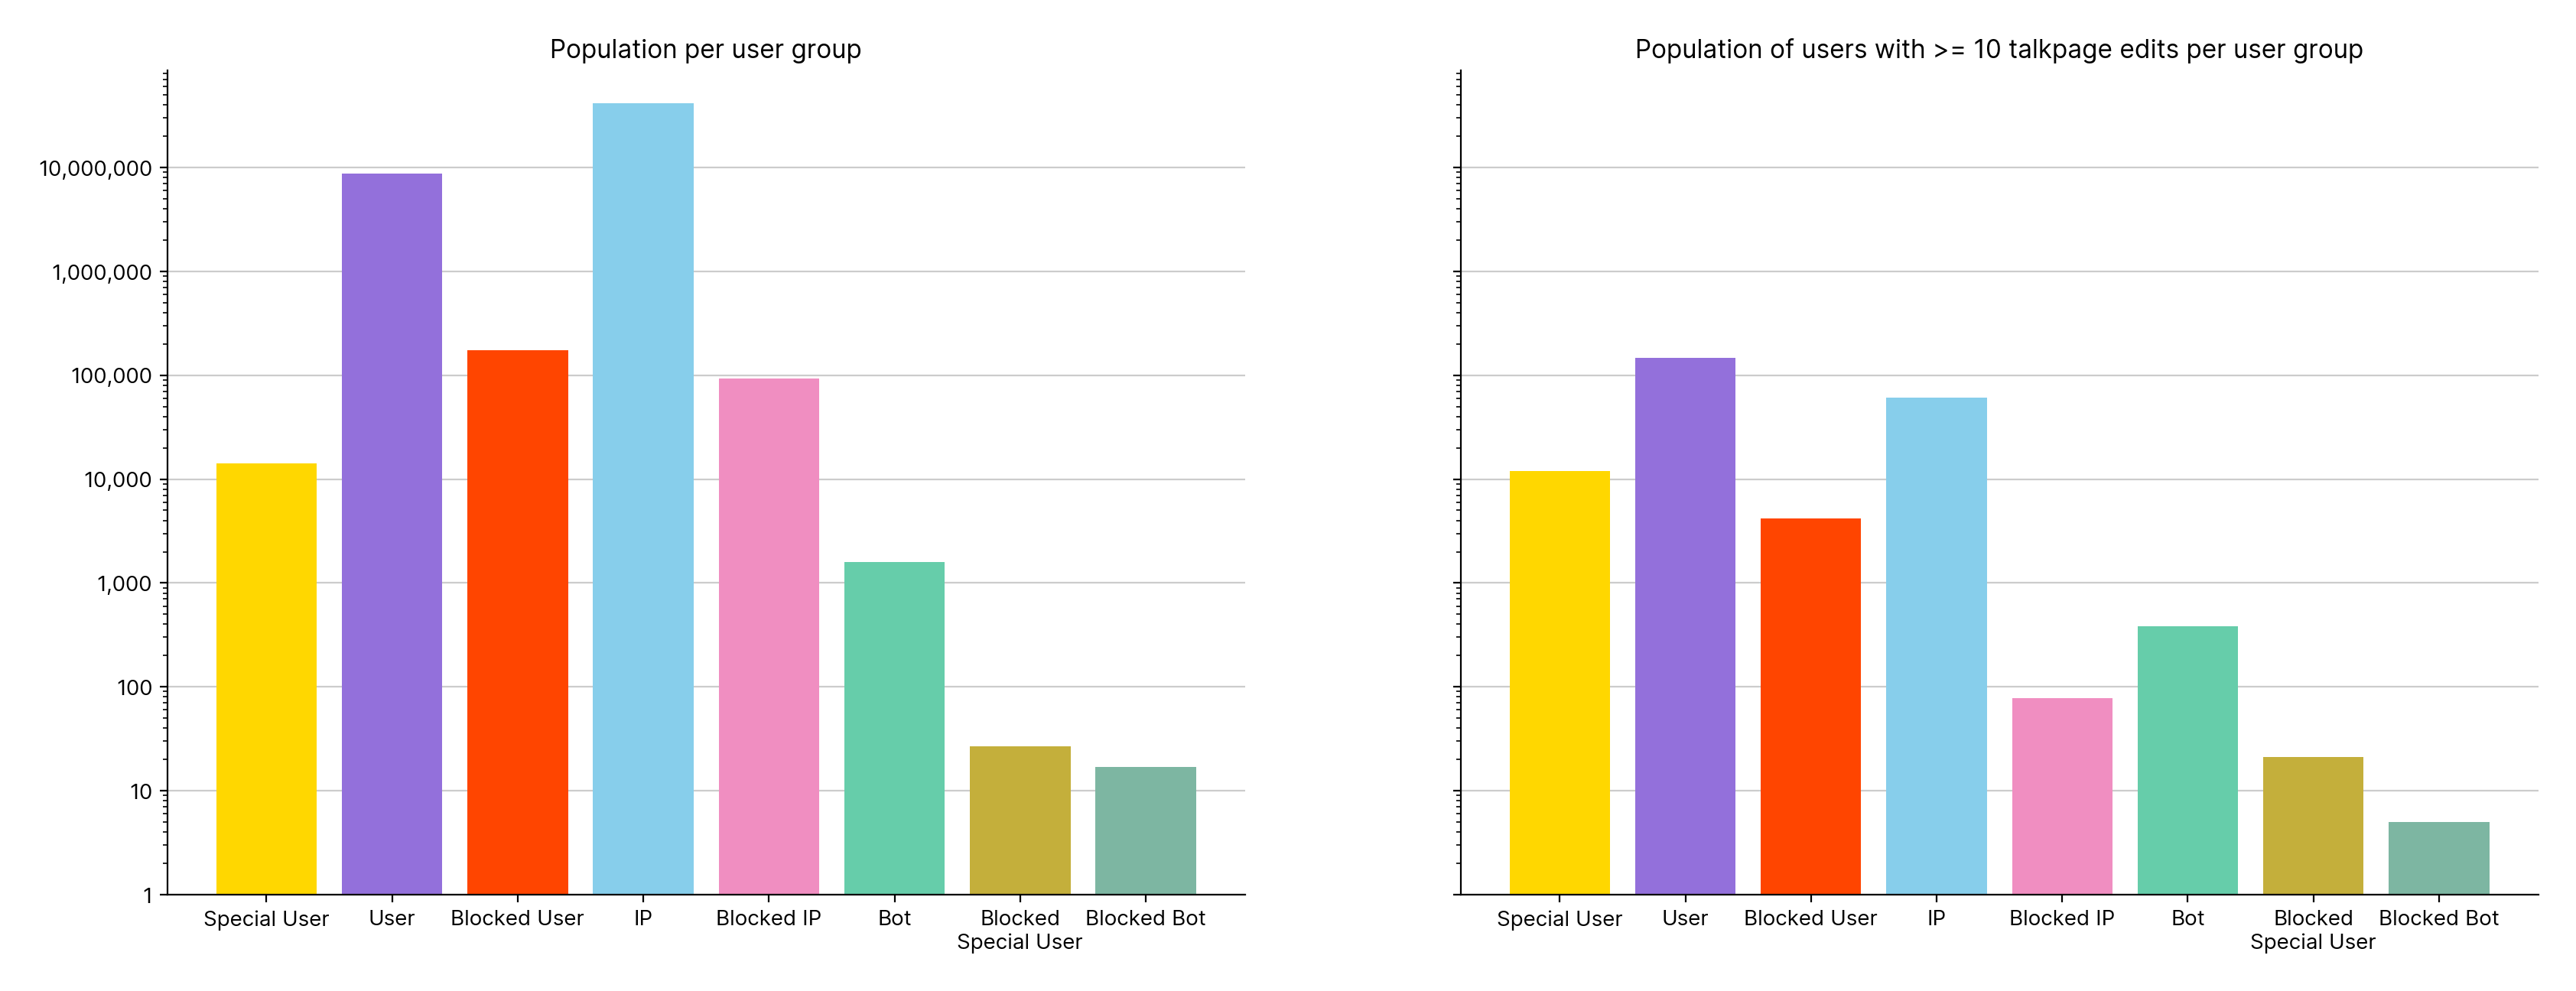 Population per user group
10,000,000
1,000,000
100,000
10,000
1,000
100
10
1
Special User
User
Blocked User
IP
Blocked IP
Bot
Blocked
Special User
Blocked Bot
Population of users with >= 10 talkpage edits per user group
Special User
User
Blocked User
IP
Blocked IP
Bot
Blocked
Special User
Blocked Bot